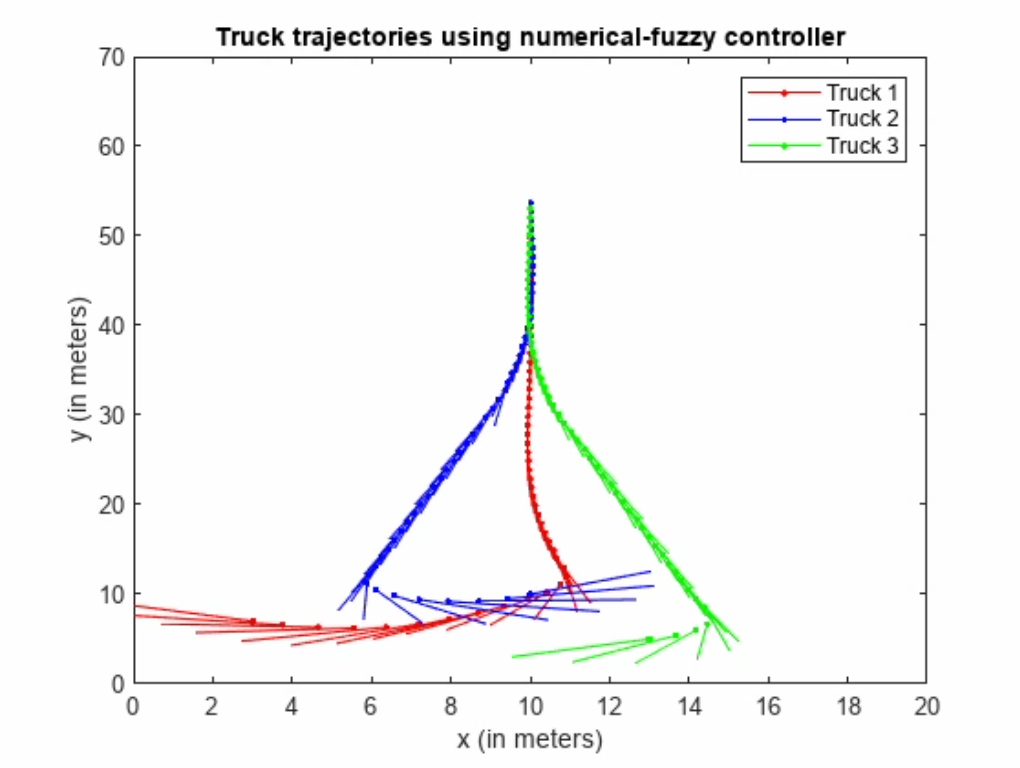 Truck trajectories using numerical-fuzzy controller
Truck 1
Truck 2
Truck 3
70
60
50
40
30
20
10
0
y (in meters)
0 2 4 6 8 10 12 14 16 18 20
x (in meters)